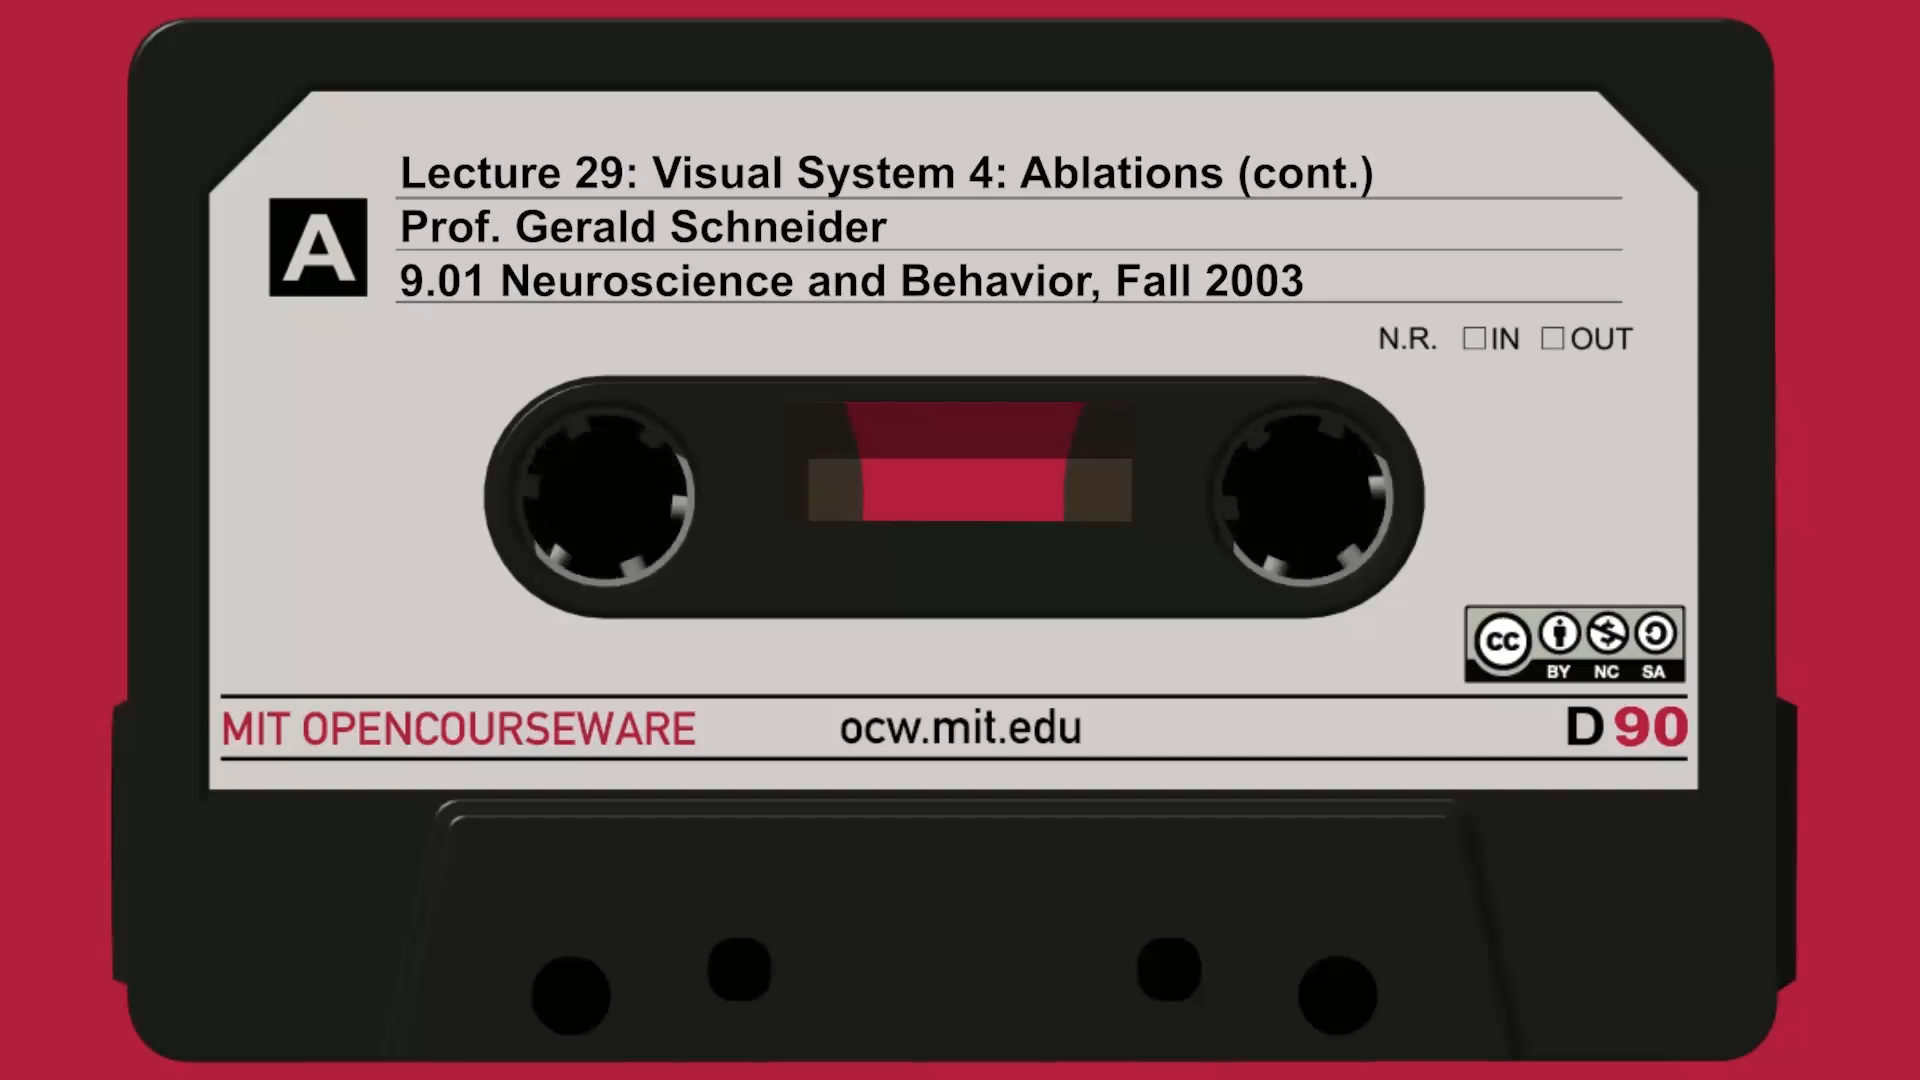 Lecture 29: Visual System 4: Ablations (cont.)
A
Prof. Gerald Schneider
9.01 Neuroscience and Behavior, Fall 2003
N.R. IN OUT
cc BY NC SA
MIT OPENCOURSEWARE ocw.mit.edu D 90